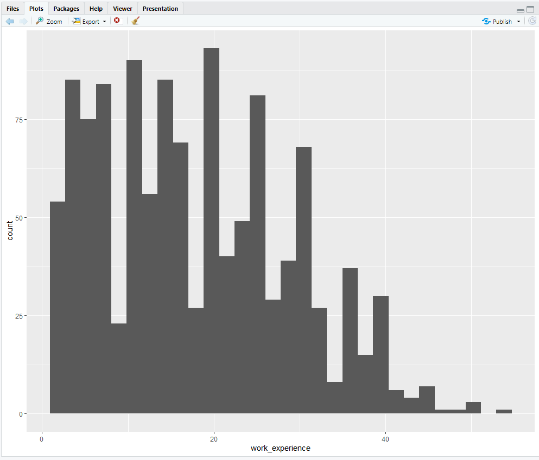 Files Plots Packages Help Viewer Presentation
Zoom Export Publish
75
50
25
0
count
0 20 40
work_experience